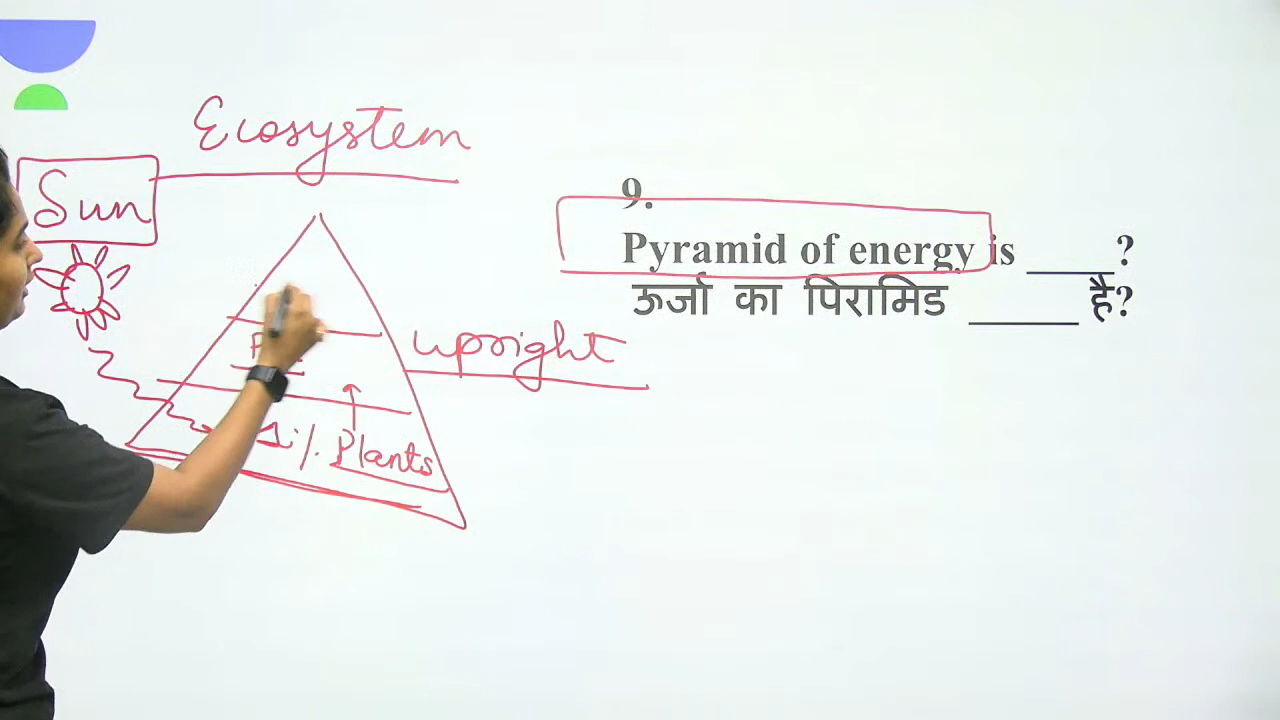 Ecosystem
Sun
9.
Pyramid of energy is ____?
ऊर्जा का पिरामिड ____ है?
upright
Plants